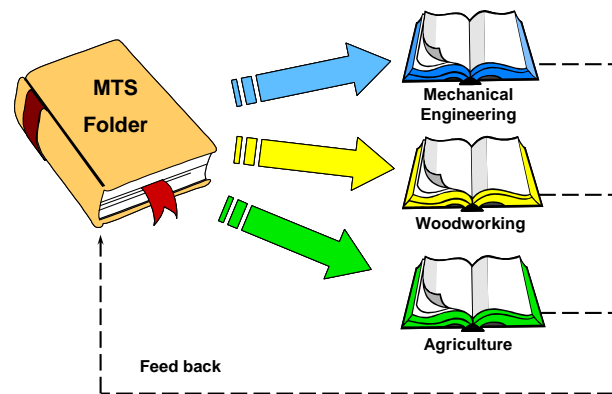 MTS
Folder
Mechanical
Engineering
Woodworking
Agriculture
Feed back